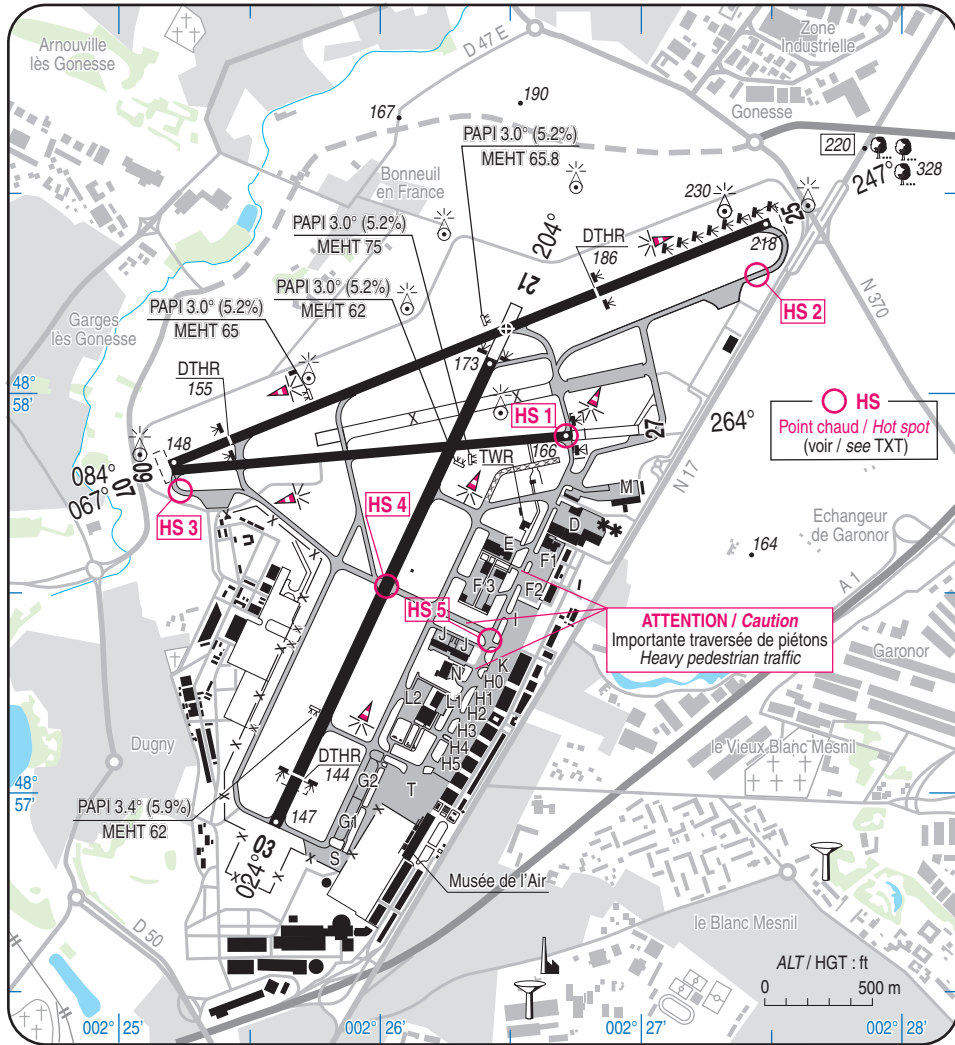 Arnouville
lès Gonesse
D 47 E
Zone
Industrielle
Gonesse
167
190
PAPI 3.0° (5.2%)
MEHT 65.8
220
328
247°
Bonneuil
en France
230
25
PAPI 3.0° (5.2%)
MEHT 75
204°
DTHR
186
218
21
HS 2
N 370
PAPI 3.0° (5.2%)
MEHT 62
PAPI 3.0° (5.2%)
MEHT 65
Garges
lès Gonesse
173
DTHR
155
48°
58'
HS
Point chaud / Hot spot
(voir / see TXT)
HS 1
264°
27
148
166
TWR
084°
09
067°
07
HS 3
HS 4
M1
N 17
D
E
F1
164
Echangeur
de Garonor
A 1
F3
F2
HS 5
I
ATTENTION / Caution
Importante traversée de piétons
Heavy pedestrian traffic
J
J
K
N
H0
Garonor
L2
L1
H1
H2
H3
H4
H5
Dugny
le Vieux Blanc Mesnil
DTHR
144
G2
T
48°
57'
PAPI 3.4° (5.9%)
MEHT 62
147
G1
03
S
024°
Musée de l'Air
D 50
le Blanc Mesnil
ALT / HGT : ft
0 500 m
002° 25'
002° 26'
002° 27'
002° 28'